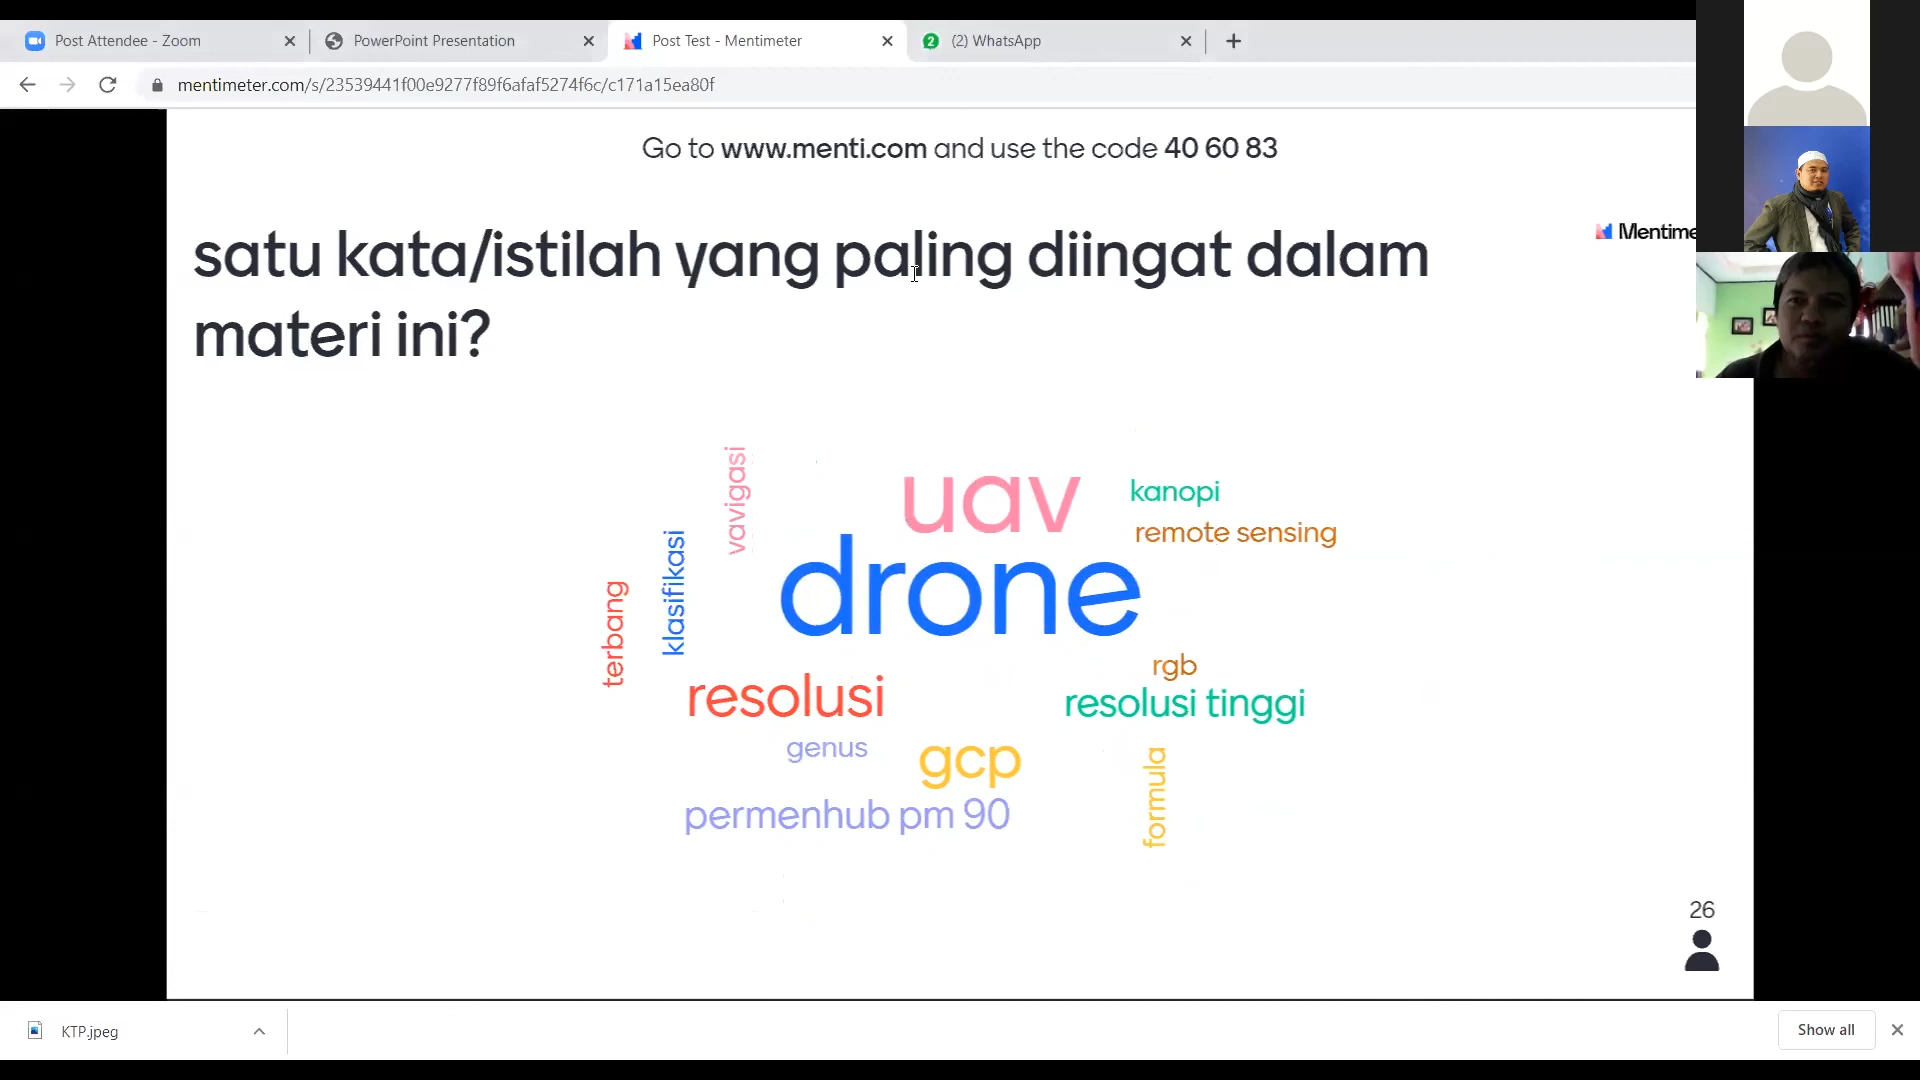 Post Attendee - Zoom
PowerPoint Presentation
Post Test - Mentimeter
2
(2) WhatsApp
mentimeter.com/s/23539441f00e9277f89f6afaf5274f6c/c171a15ea80f
Go to www.menti.com and use the code 40 60 83
Mentime
satu kata/istilah yang paling diingat dalam
materi ini?
vavigasi
uav
kanopi
remote sensing
klasifikasi
terbang
drone
rgb
resolusi
resolusi tinggi
genus
gcp
formula
permenhub pm 90
26
KTP.jpeg
Show all